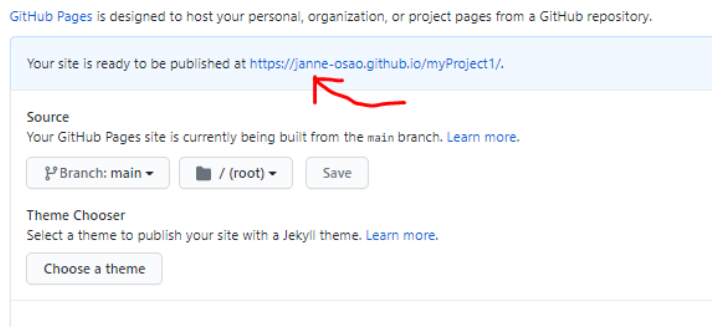 GitHub Pages is designed to host your personal, organization, or project pages from a GitHub repository.
Your site is ready to be published at https://janne-osao.github.io/myProject1/.
Source
Your GitHub Pages site is currently being built from the main branch. Learn more.
Branch: main / (root) Save
Theme Chooser
Select a theme to publish your site with a Jekyll theme. Learn more.
Choose a theme